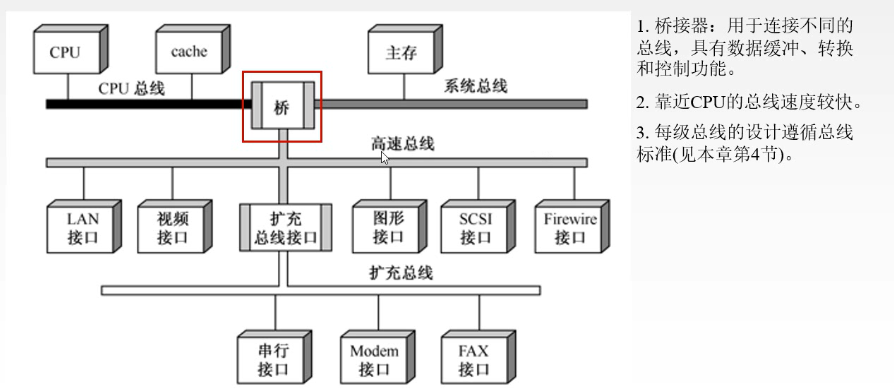 CPU
cache
主存
CPU 总线
桥
系统总线
高速总线
LAN
接口
视频
接口
扩充
总线接口
图形
接口
SCSI
接口
Firewire
接口
扩充总线
串行
接口
Modem
接口
FAX
接口
1. 桥接器：用于连接不同的
总线，具有数据缓冲、转换
和控制功能。
2. 靠近CPU的总线速度较快。
3. 每级总线的设计遵循总线
标准(见本章第4节)。